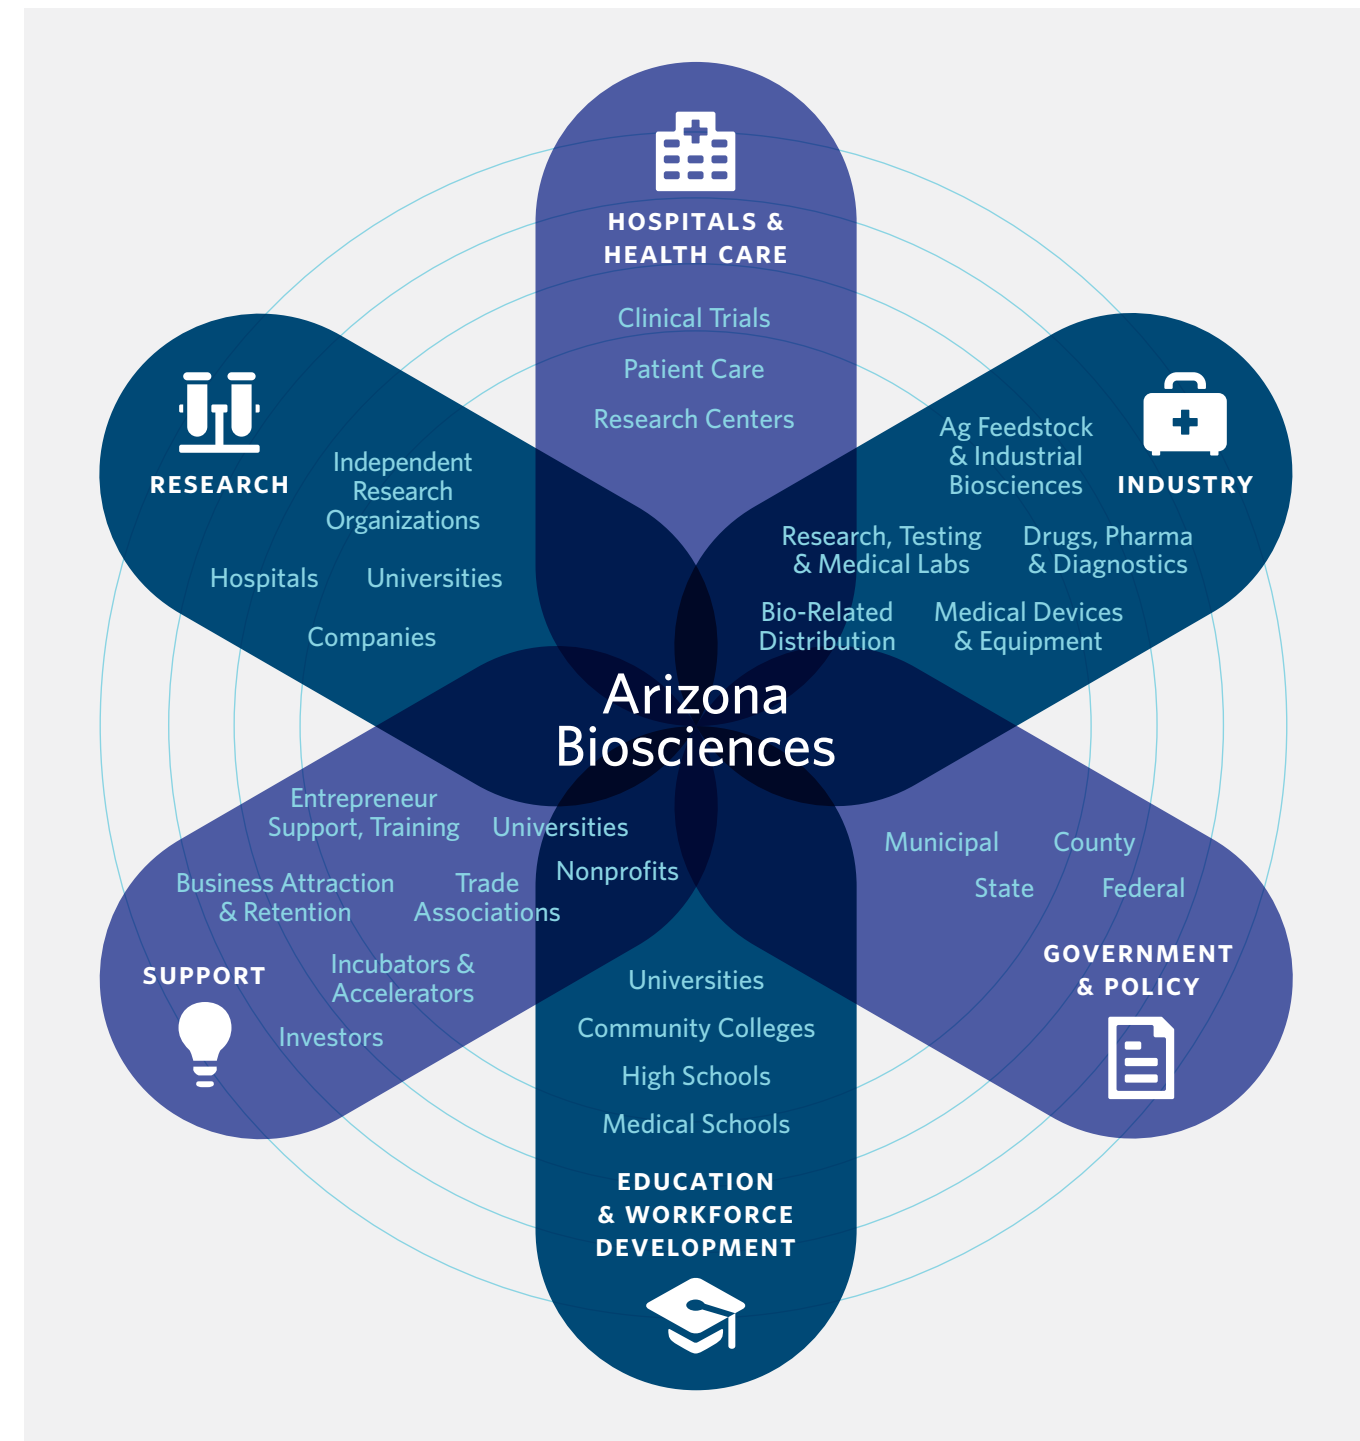 HOSPITALS &
HEALTH CARE
Clinical Trials
Patient Care
Research Centers
RESEARCH
Independent
Research
Organizations
Hospitals
Universities
Companies
INDUSTRY
Ag Feedstock
& Industrial
Biosciences
Research, Testing
& Medical Labs
Drugs, Pharma
& Diagnostics
Bio-Related
Distribution
Medical Devices
& Equipment
Arizona
Biosciences
Entrepreneur
Support, Training
Universities
Nonprofits
Business Attraction
& Retention
Trade
Associations
SUPPORT
Incubators &
Accelerators
Investors
Municipal
County
State
Federal
GOVERNMENT
& POLICY
Universities
Community Colleges
High Schools
Medical Schools
EDUCATION
& WORKFORCE
DEVELOPMENT